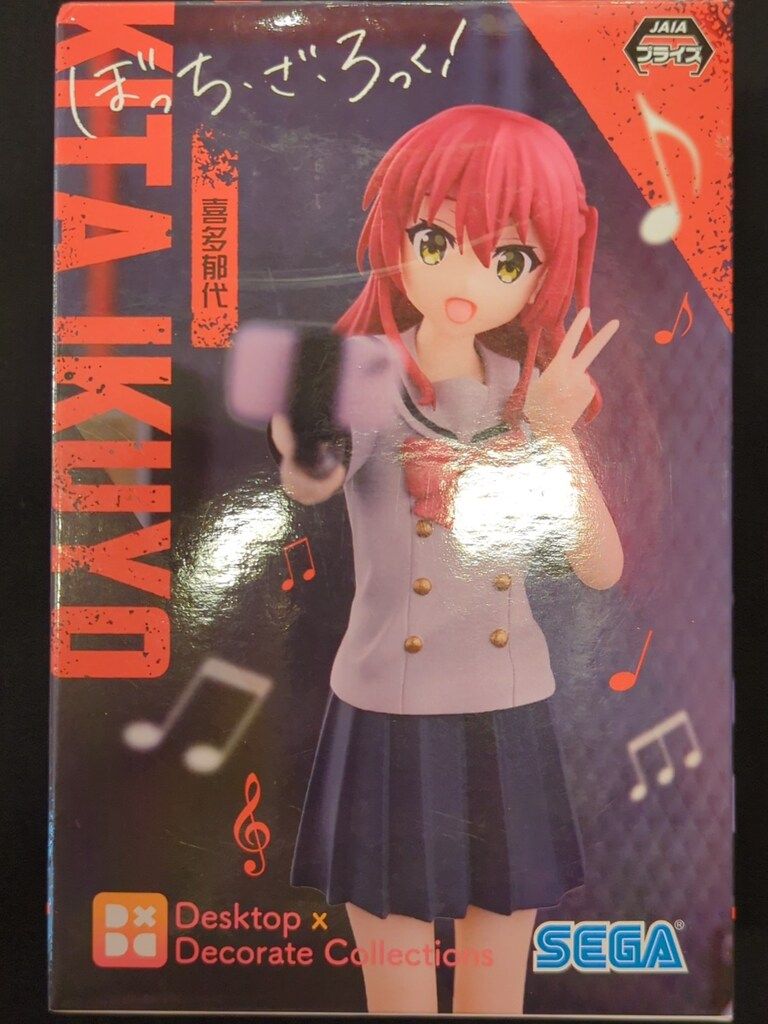 ぼっち・ざ・ろっく!
JAIA
プライズ
KITA IKUYO
喜多郁代
Desktop x
Decorate Collections
SEGA®